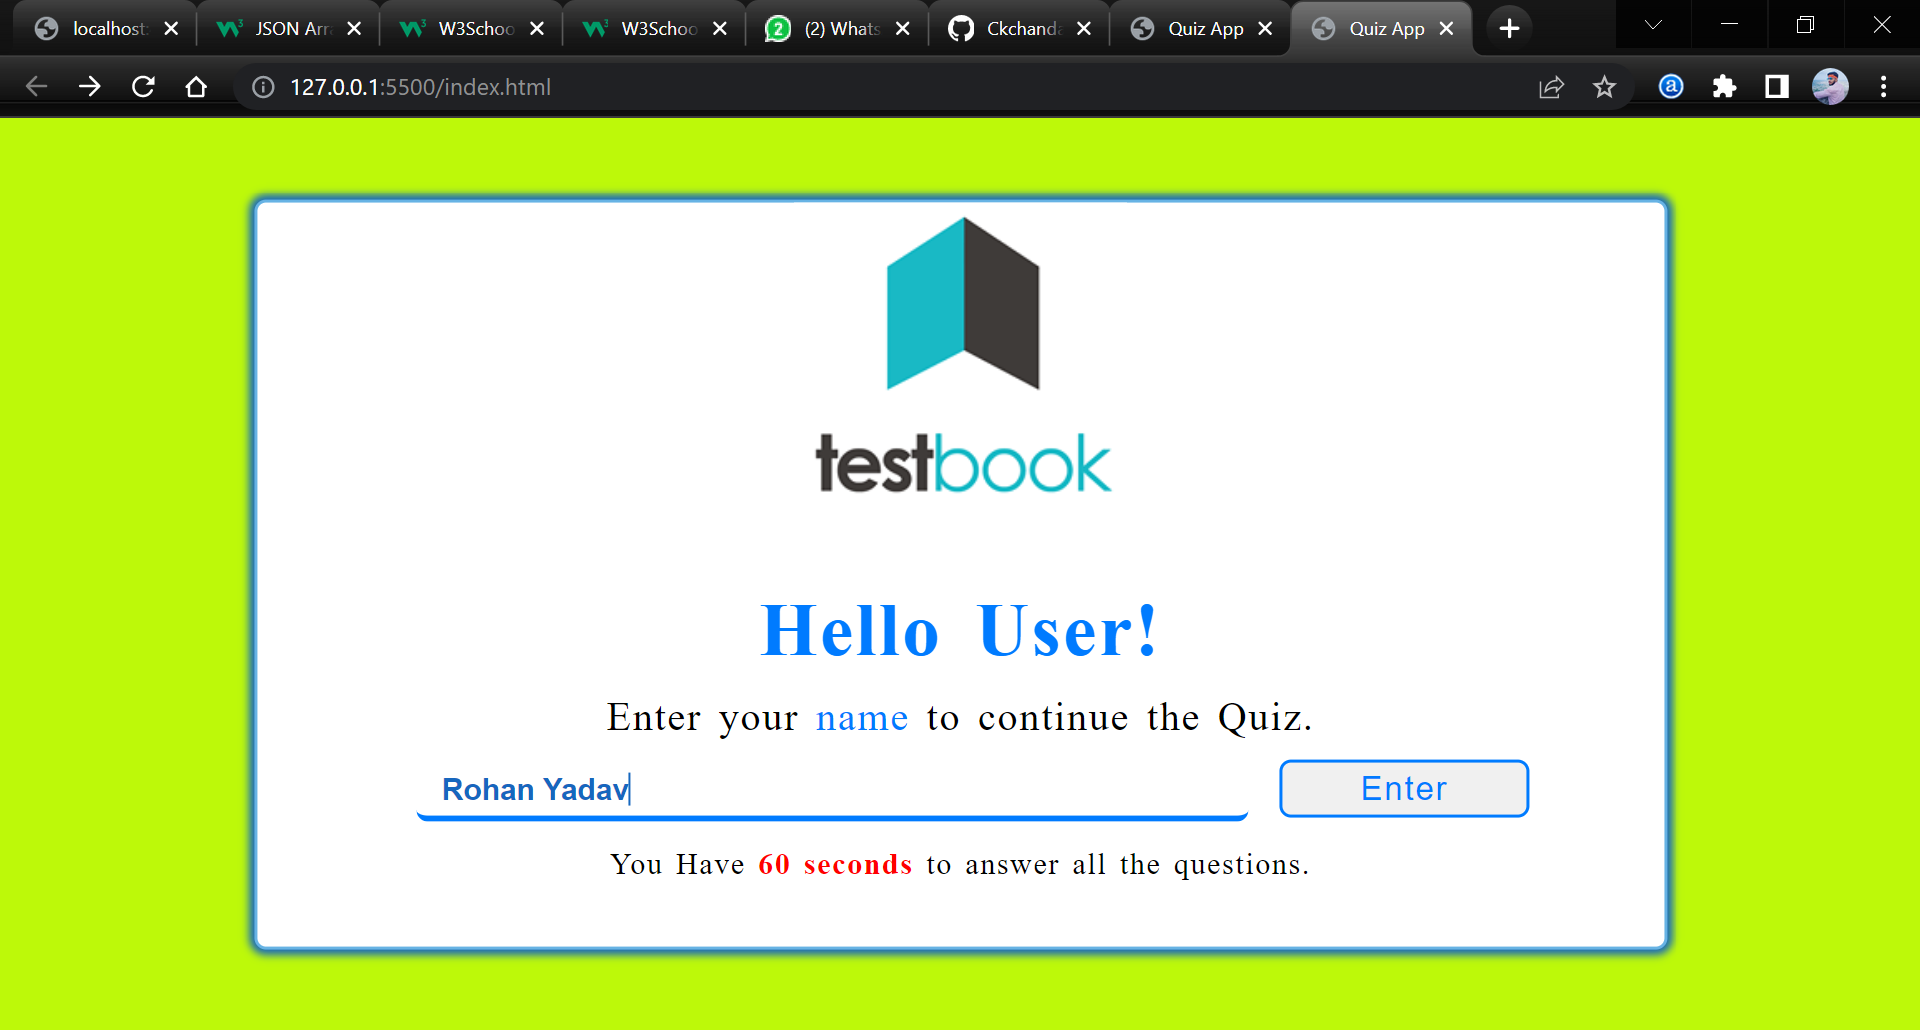 localhost:
JSON Arr
W3Schoo
W3Schoo
(2) Whats
Ckchanda
Quiz App
Quiz App
127.0.0.1:5500/index.html
testbook
Hello User!
Enter your name to continue the Quiz.
Rohan Yadav
Enter
You Have 60 seconds to answer all the questions.